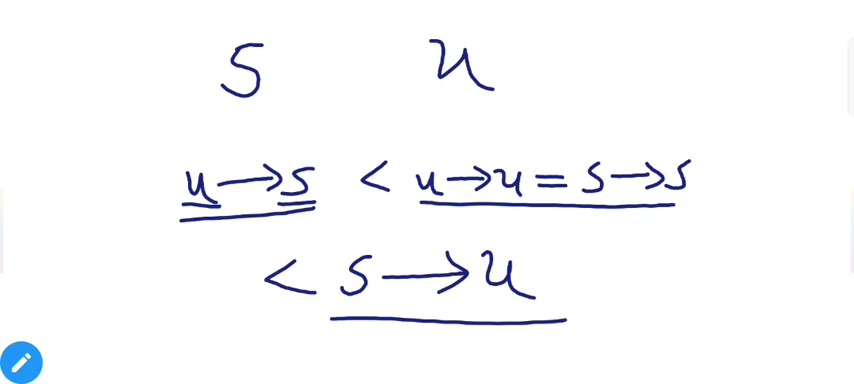 S u
u → s < u → u = s → s
< s → u